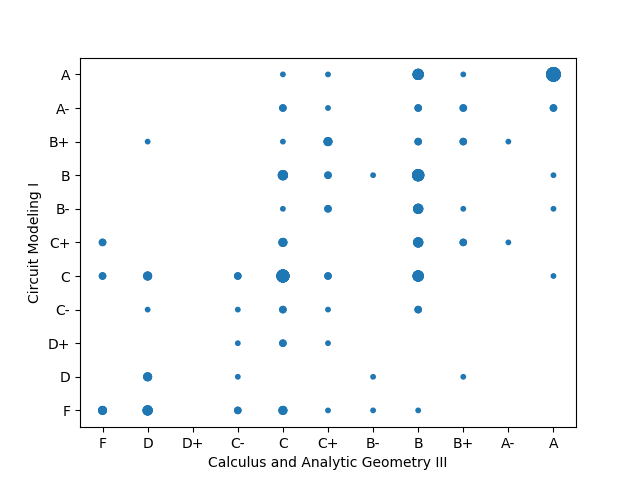 Circuit Modeling I
A
A-
B+
B
B-
C+
C
C-
D+
D
F
F D D+ C- C C+ B- B B+ A- A
Calculus and Analytic Geometry III